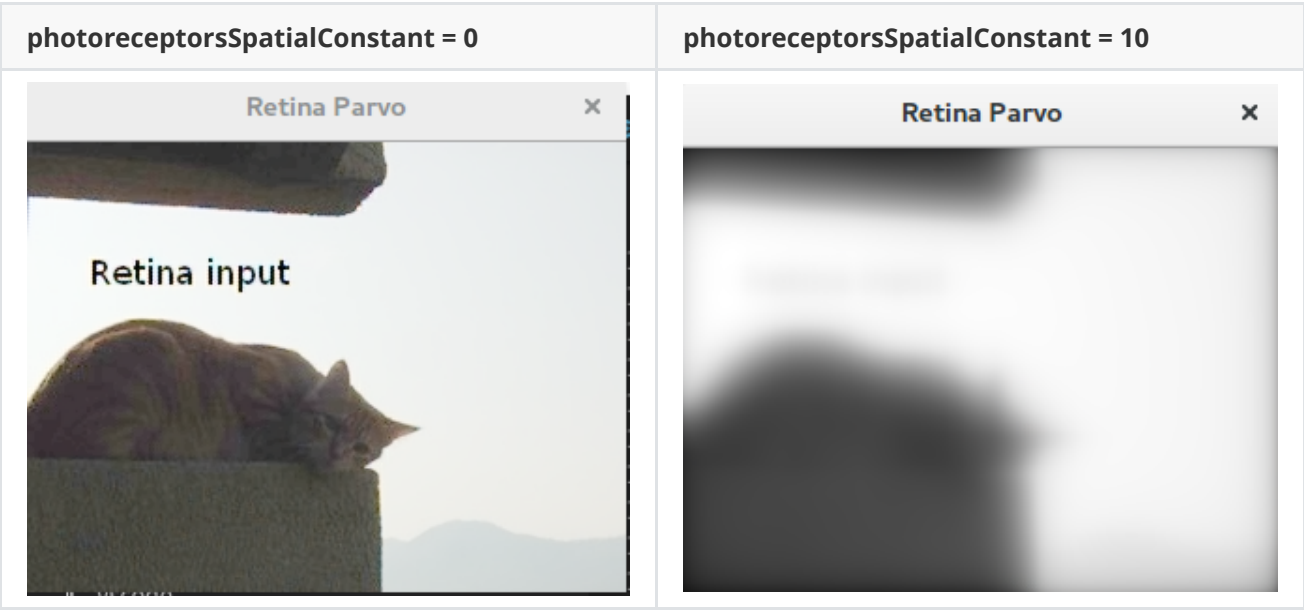 photoreceptorsSpatialConstant = 0
photoreceptorsSpatialConstant = 10
Retina Parvo ×
Retina Parvo ×
Retina input